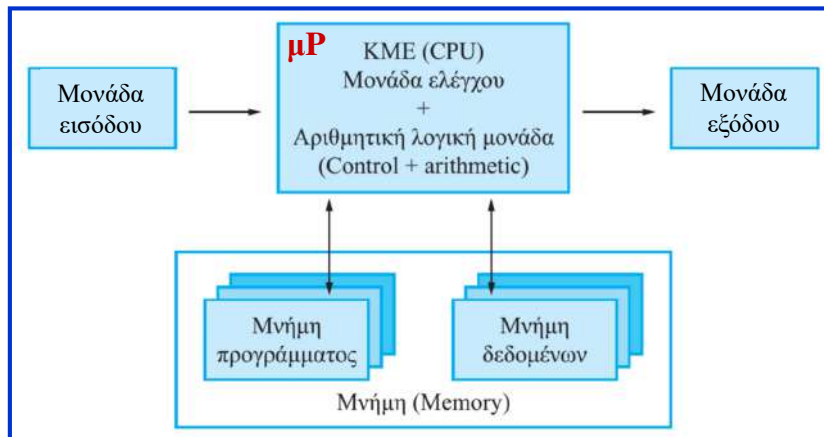 μP
ΚΜΕ (CPU)
Μονάδα ελέγχου
+
Αριθμητική λογική μονάδα
(Control + arithmetic)
Μονάδα
εισόδου
Μονάδα
εξόδου
Μνήμη
προγράμματος
Μνήμη
δεδομένων
Μνήμη (Memory)